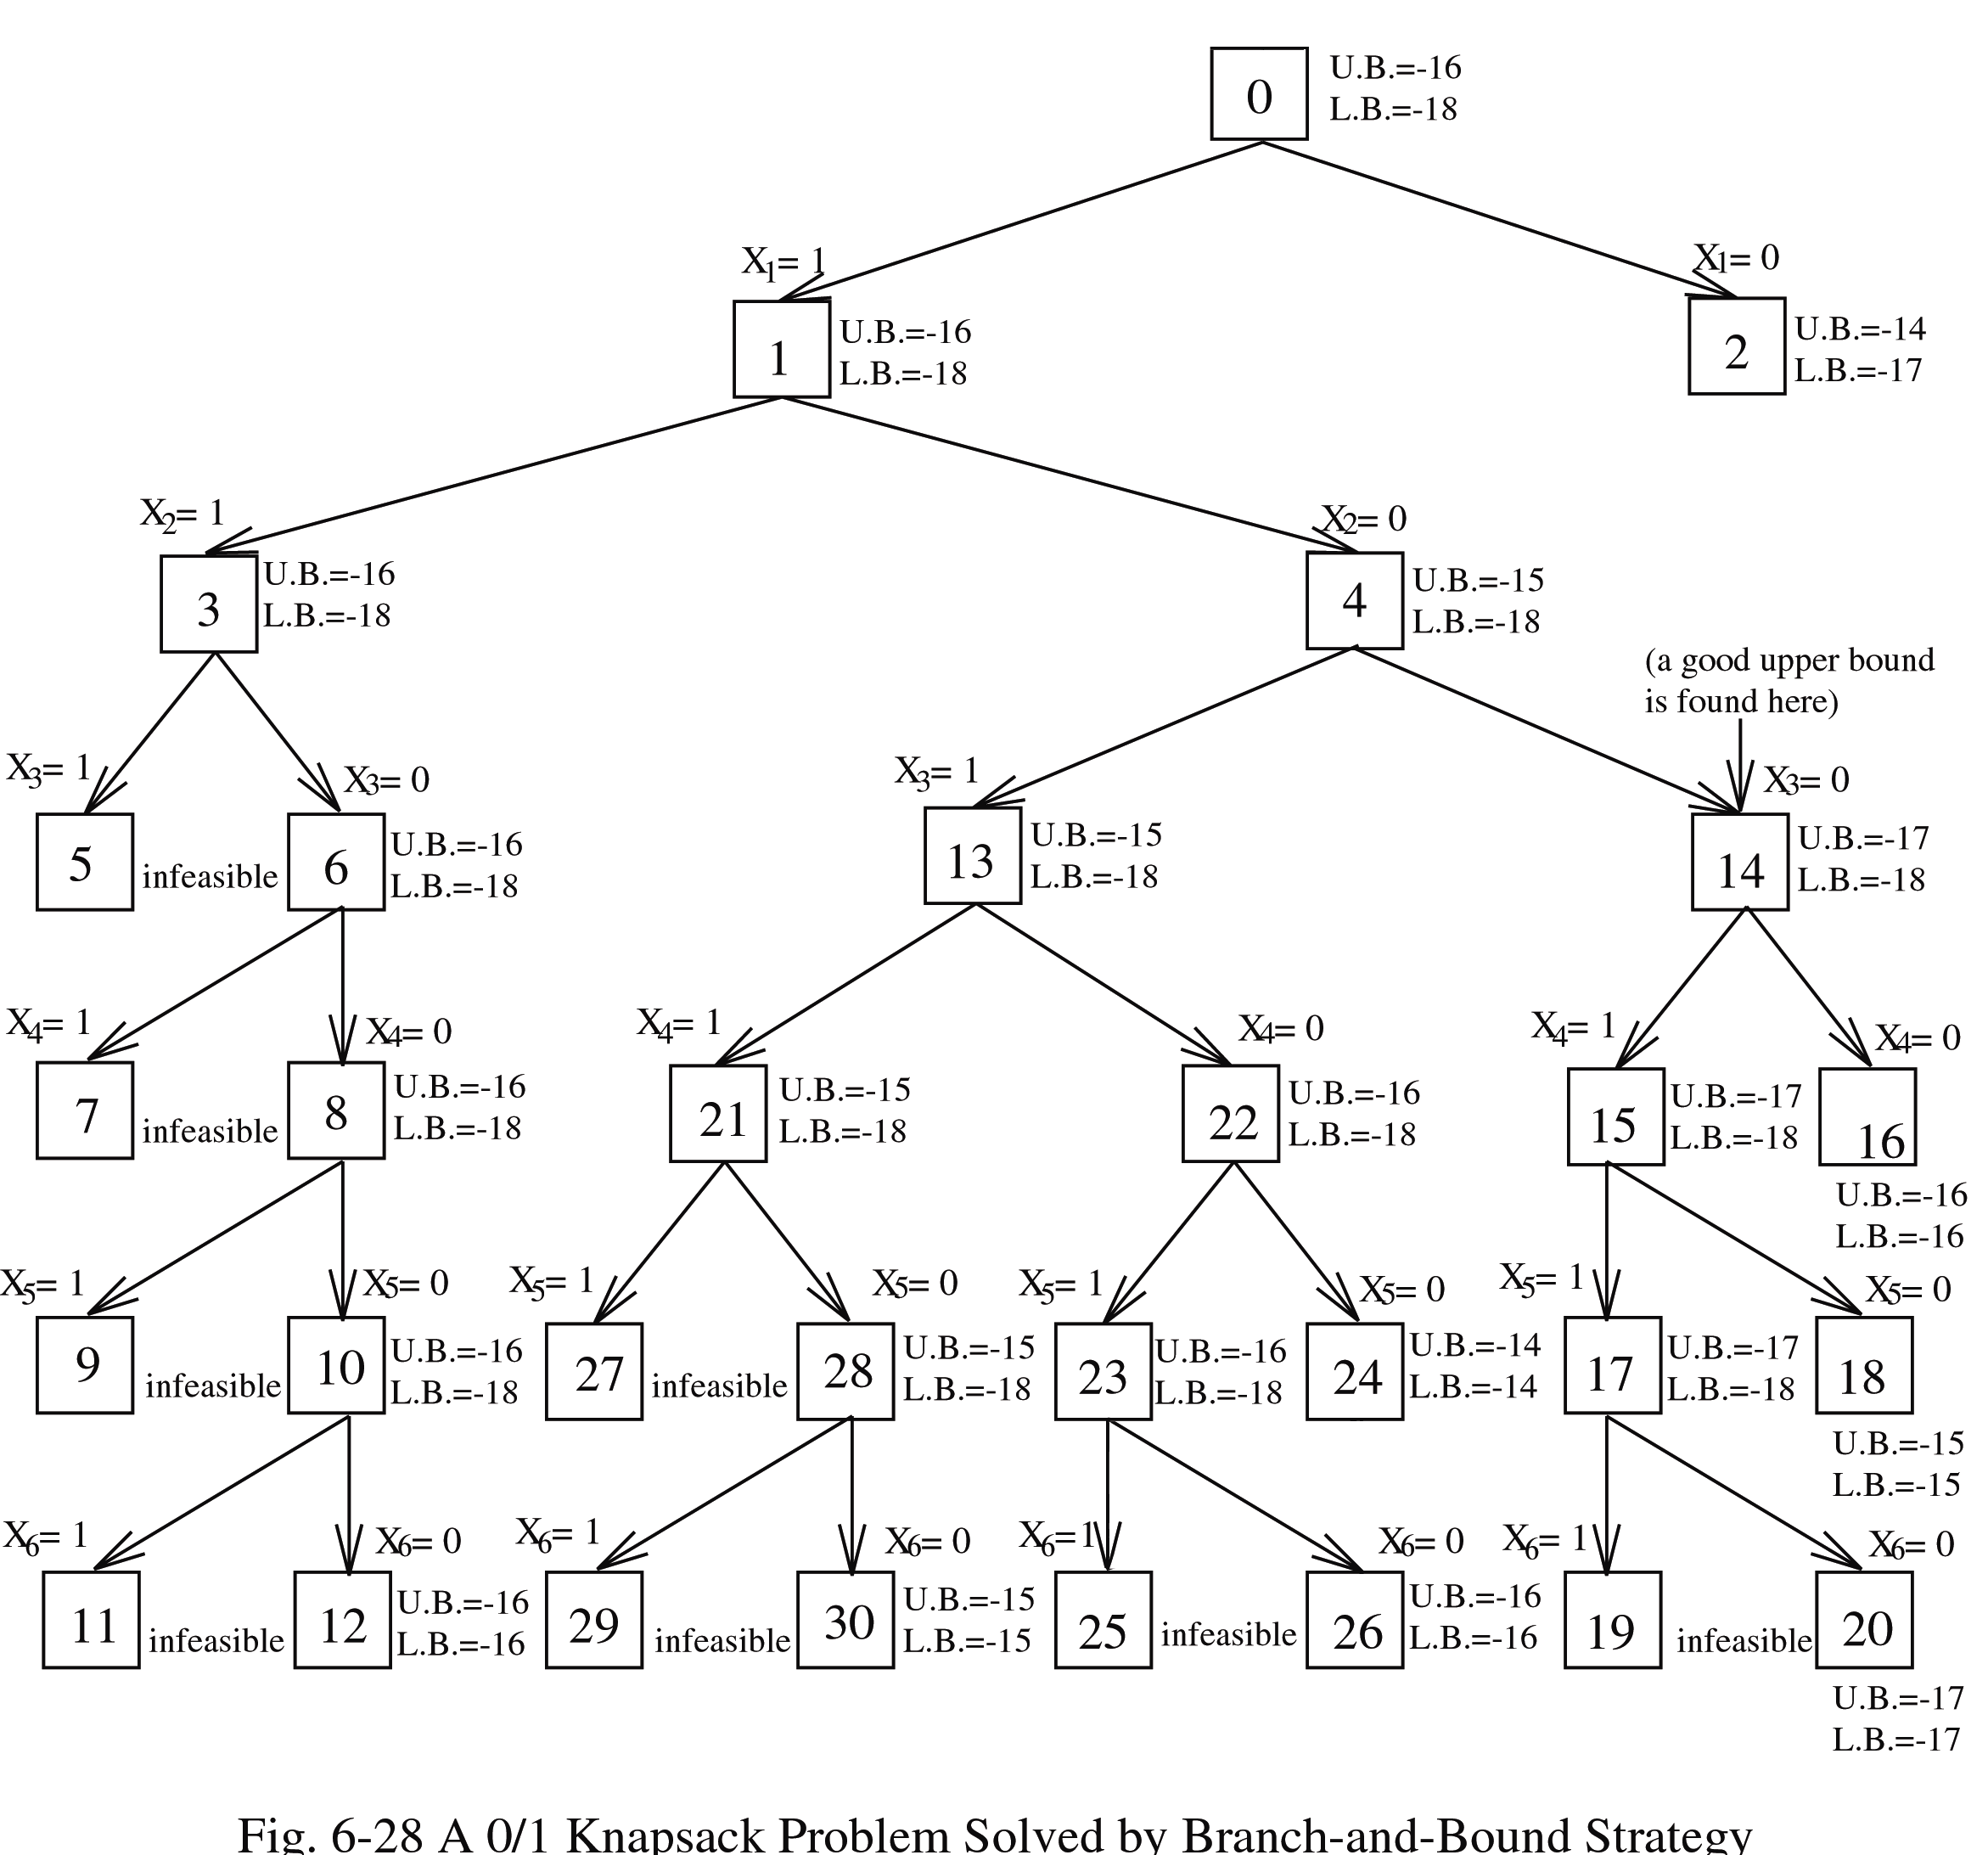 0
U.B.=-16
L.B.=-18
X1= 1
X1= 0
1
U.B.=-16
L.B.=-18
2
U.B.=-14
L.B.=-17
X2= 1
X2= 0
3
U.B.=-16
L.B.=-18
4
U.B.=-15
L.B.=-18
(a good upper bound
is found here)
X3= 1
X3= 0
X3= 1
X3= 0
5
infeasible
6
U.B.=-16
L.B.=-18
13
U.B.=-15
L.B.=-18
14
U.B.=-17
L.B.=-18
X4= 1
X4= 0
X4= 1
X4= 0
X4= 1
X4= 0
7
infeasible
8
U.B.=-16
L.B.=-18
21
U.B.=-15
L.B.=-18
22
U.B.=-16
L.B.=-18
15
U.B.=-17
L.B.=-18
16
U.B.=-16
L.B.=-16
X5= 1
X5= 0
X5= 1
X5= 0
X5= 1
X5= 0
X5= 1
X5= 0
9
infeasible
10
U.B.=-16
L.B.=-18
27
infeasible
28
U.B.=-15
L.B.=-18
23
U.B.=-16
L.B.=-18
24
U.B.=-14
L.B.=-14
17
U.B.=-17
L.B.=-18
18
U.B.=-15
L.B.=-15
X6= 1
X6= 0
X6= 1
X6= 0
X6=1
X6= 0
X6= 1
X6= 0
11
infeasible
12
U.B.=-16
L.B.=-16
29
infeasible
30
U.B.=-15
L.B.=-15
25
infeasible
26
U.B.=-16
L.B.=-16
19
infeasible
20
U.B.=-17
L.B.=-17
Fig. 6-28 A 0/1 Knapsack Problem Solved by Branch-and-Bound Strategy